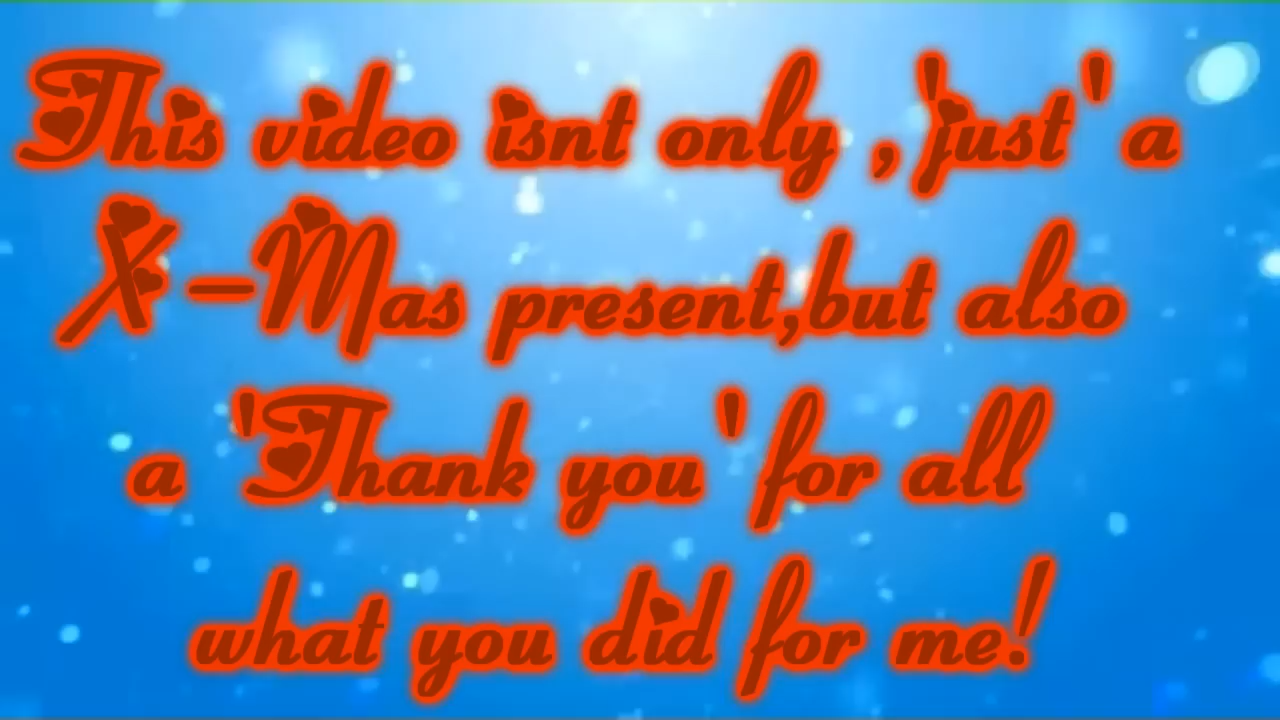 This video isnt only ,'just' a
X-Mas present,but also
a 'Thank you' for all
what you did for me!